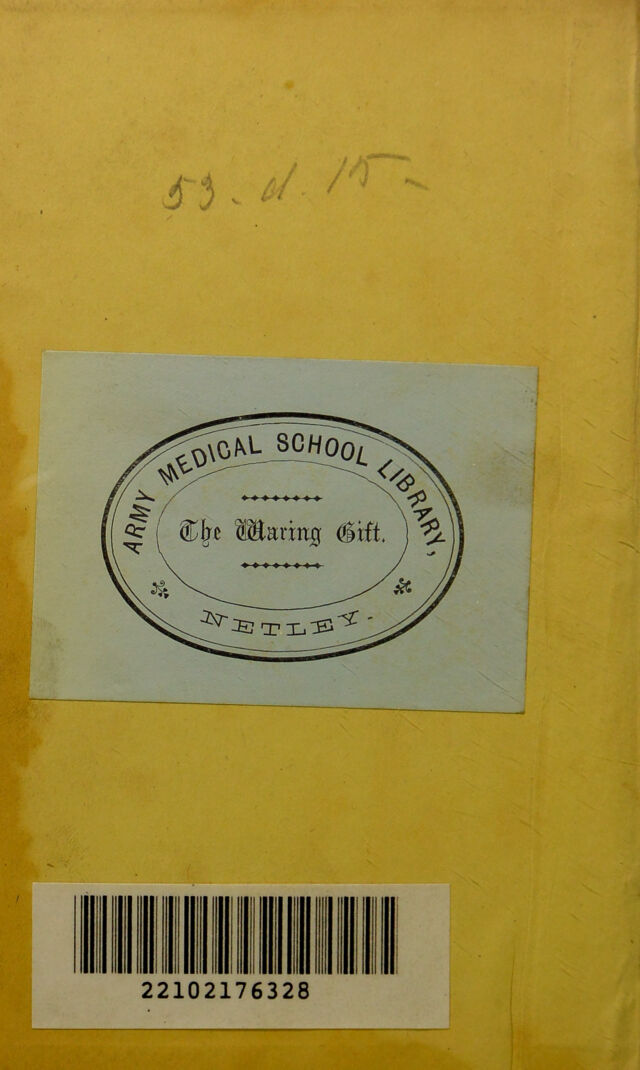 53. d. 15-
ARMY MEDICAL SCHOOL LIBRARY,
The Waring Gift.
NETLEY.
22102176328